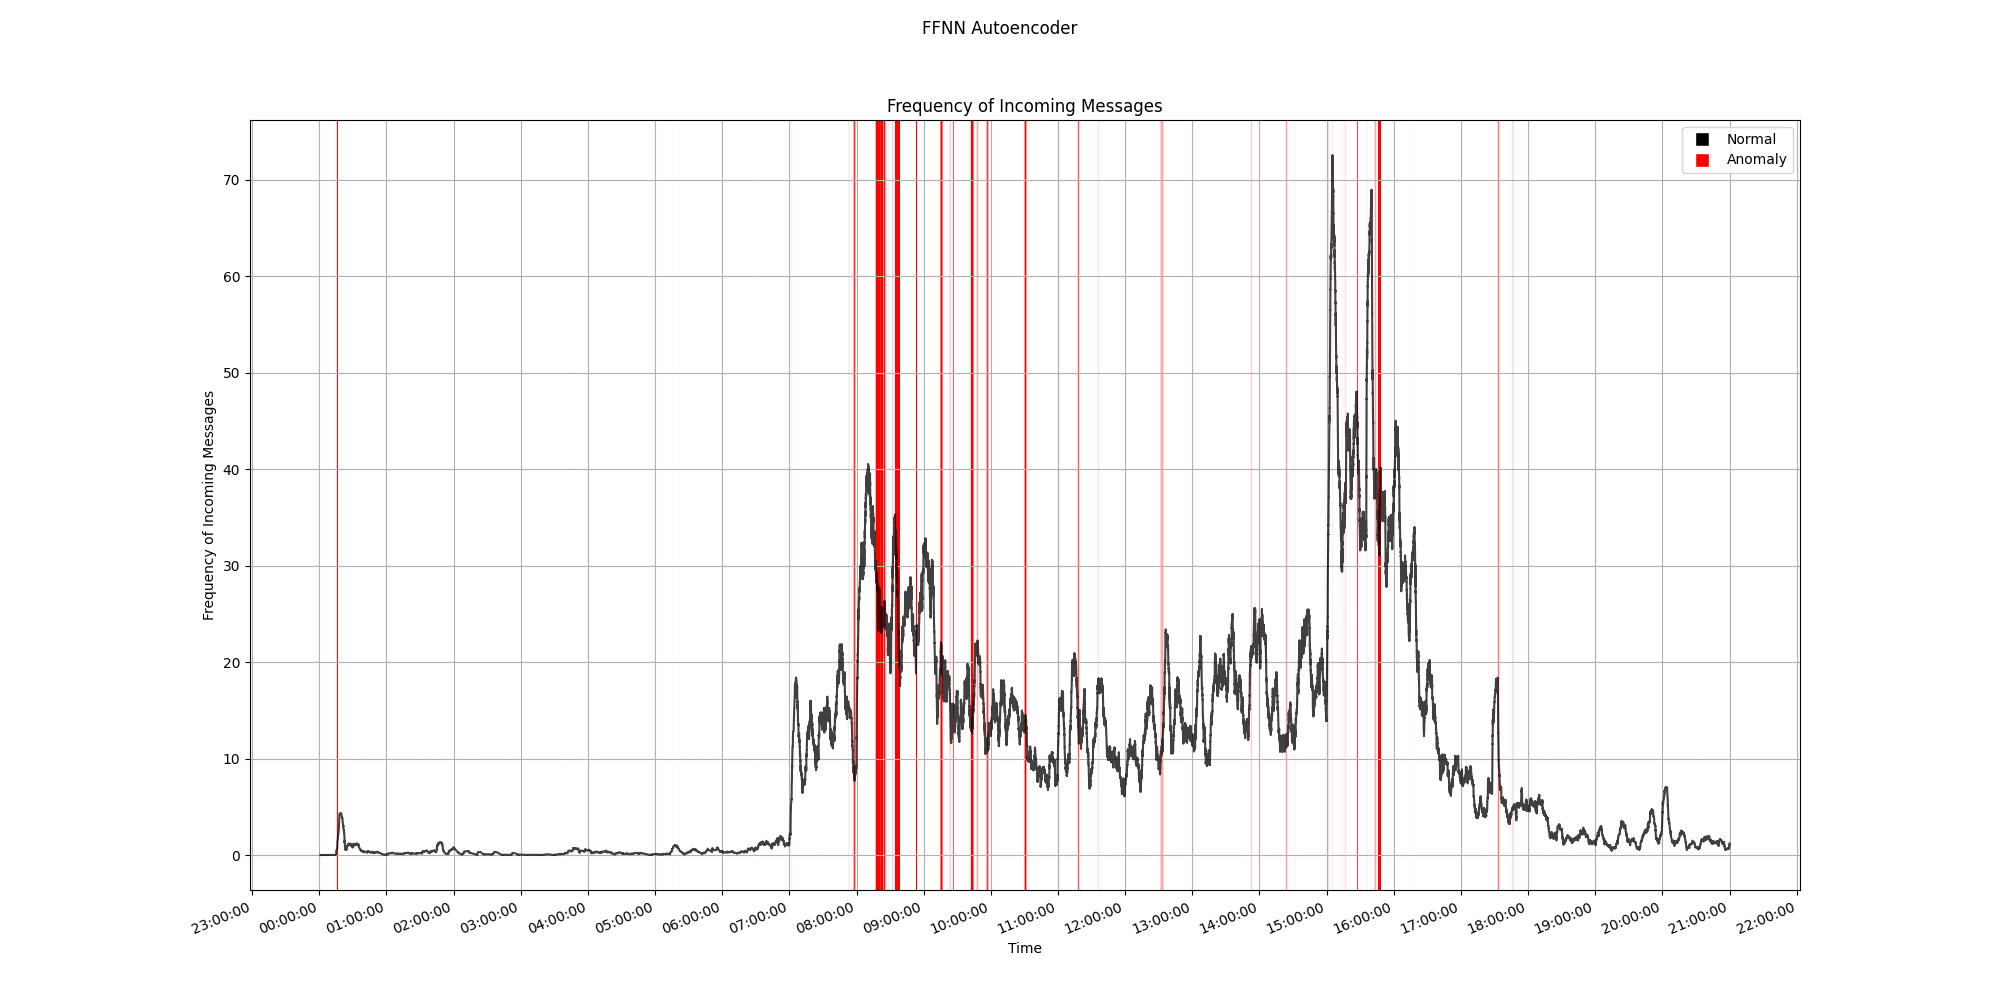 FFNN Autoencoder
Frequency of Incoming Messages
Normal
Anomaly
Frequency of Incoming Messages
70
60
50
40
30
20
10
0
23:00:00 00:00:00 01:00:00 02:00:00 03:00:00 04:00:00 05:00:00 06:00:00 07:00:00 08:00:00 09:00:00 10:00:00 11:00:00 12:00:00 13:00:00 14:00:00 15:00:00 16:00:00 17:00:00 18:00:00 19:00:00 20:00:00 21:00:00 22:00:00
Time